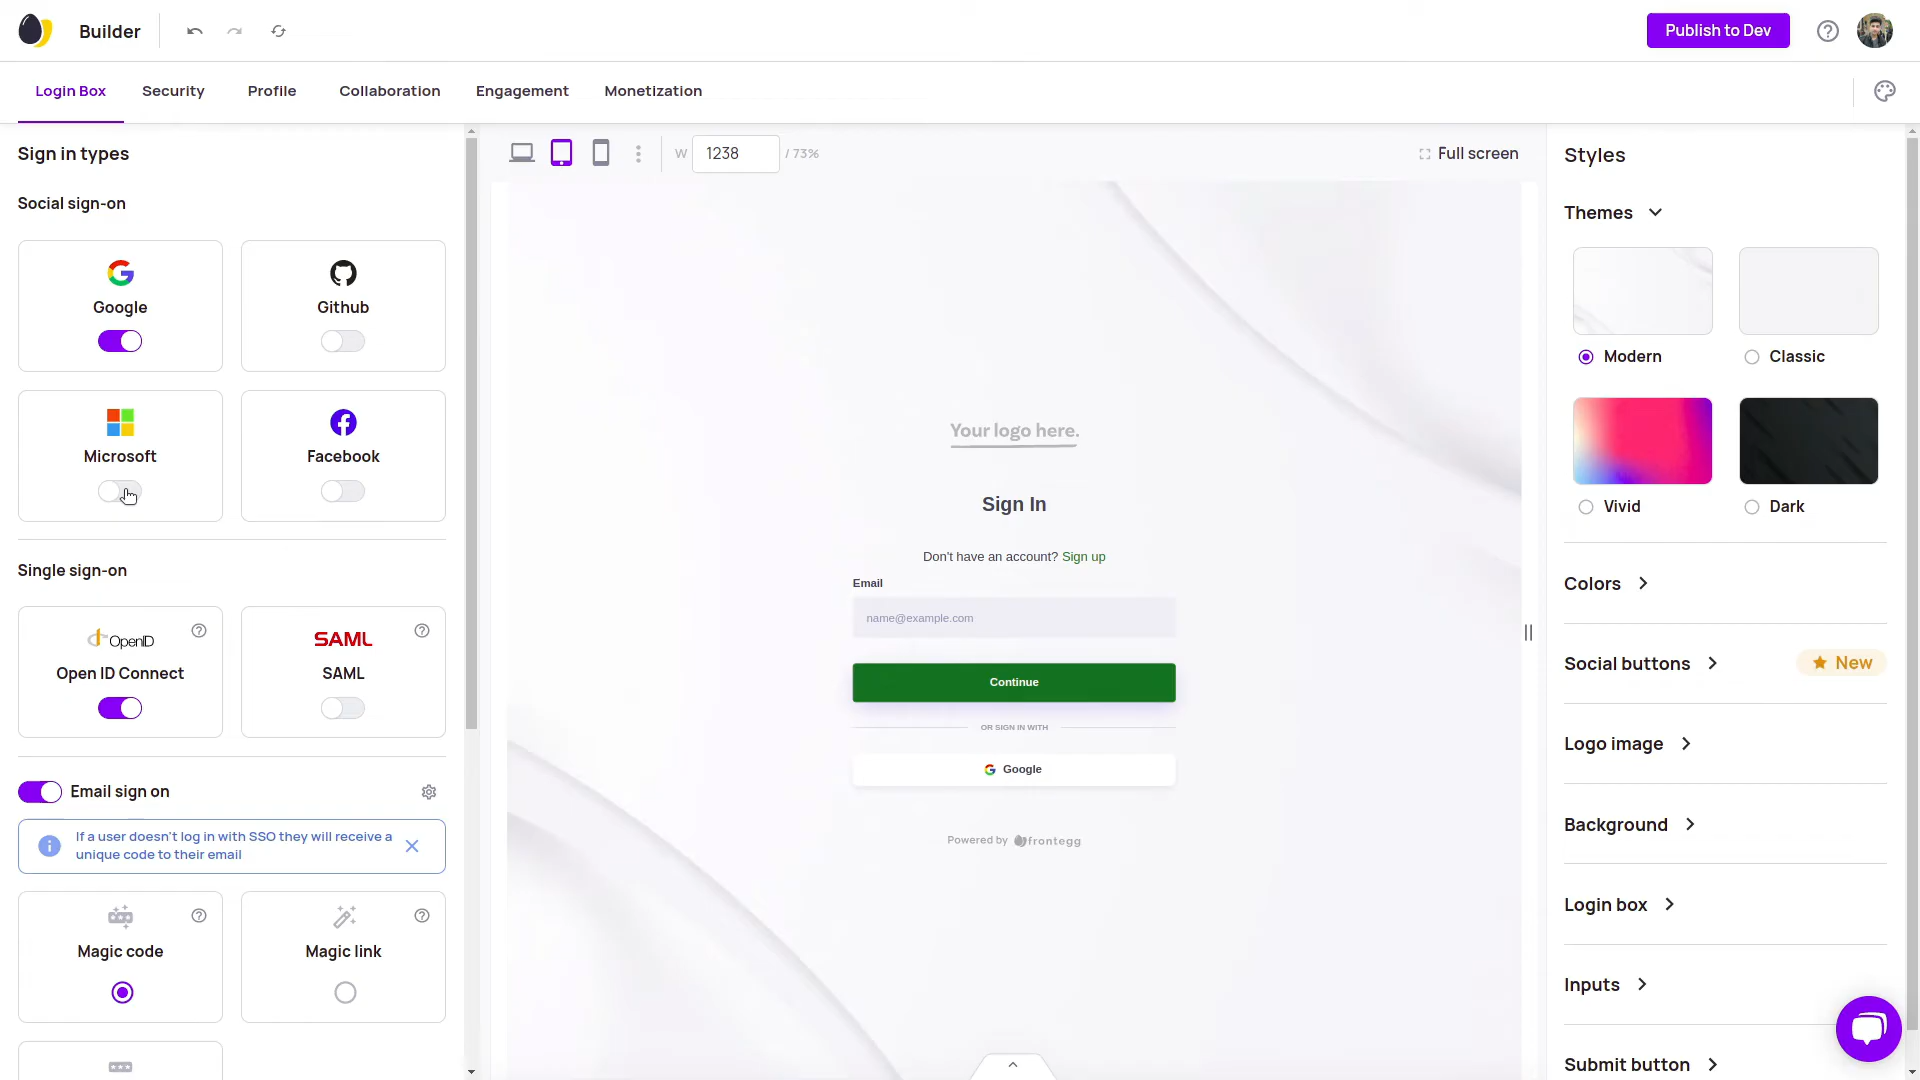 Builder
Publish to Dev
Login Box
Security
Profile
Collaboration
Engagement
Monetization
Sign in types
Social sign-on
Google
Github
Microsoft
Facebook
Single sign-on
OpenID
Open ID Connect
SAML
SAML
Email sign on
If a user doesn't log in with SSO they will receive a
unique code to their email
Magic code
Magic link
W
1238
/ 73%
Full screen
Your logo here.
Sign In
Don't have an account? Sign up
Email
name@example.com
Continue
OR SIGN IN WITH
Google
Powered by frontegg
Styles
Themes
Modern
Classic
Vivid
Dark
Colors
Social buttons
New
Logo image
Background
Login box
Inputs
Submit button